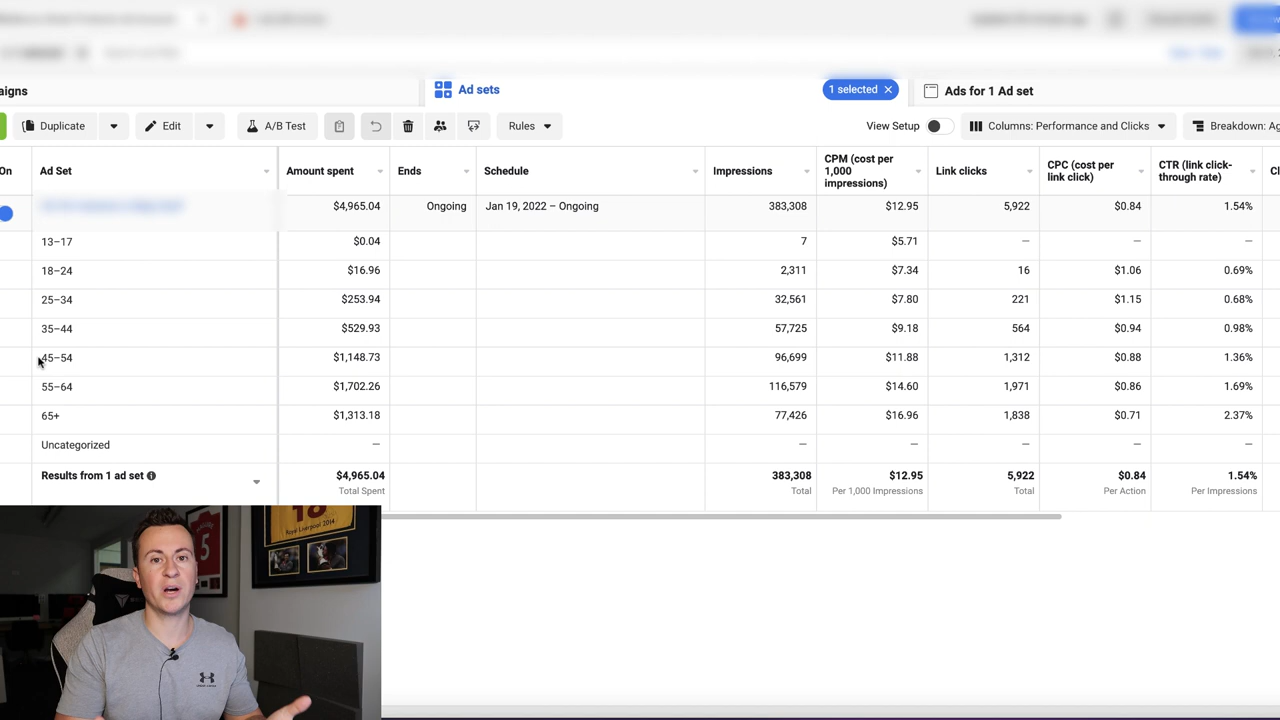 aigns
Ad sets
1 selected ×
Ads for 1 Ad set
Duplicate Edit A/B Test Rules View Setup Columns: Performance and Clicks Breakdown: Ag
On Ad Set Amount spent Ends Schedule Impressions CPM (cost per 1,000 impressions) Link clicks CPC (cost per link click) CTR (link click-through rate) Cl
$4,965.04 Ongoing Jan 19, 2022 – Ongoing 383,308 $12.95 5,922 $0.84 1.54%
13–17 $0.04 7 $5.71 — — —
18–24 $16.96 2,311 $7.34 16 $1.06 0.69%
25–34 $253.94 32,561 $7.80 221 $1.15 0.68%
35–44 $529.93 57,725 $9.18 564 $0.94 0.98%
45–54 $1,148.73 96,699 $11.88 1,312 $0.88 1.36%
55–64 $1,702.26 116,579 $14.60 1,971 $0.86 1.69%
65+ $1,313.18 77,426 $16.96 1,838 $0.71 2.37%
Uncategorized — — — — — —
Results from 1 ad set $4,965.04 383,308 $12.95 5,922 $0.84 1.54%
Total Spent Total Per 1,000 Impressions Total Per Action Per Impressions
18
5